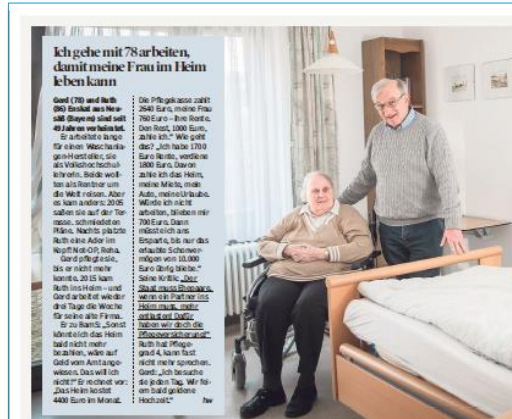 Ich gehe mit 78 arbeiten,
damit meine Frau im Heim
leben kann
Gerd (78) und Ruth
(86) Enskat aus Neu-
säß (Bayern) sind seit
49 Jahren verheiratet.
Er arbeitete lange
für einen Waschanla-
gen-Hersteller, sie
als Volkshochschul-
lehrerin. Beide woll-
ten als Rentner um
die Welt reisen. Aber
es kam anders: 2005
saßen sie auf der Ter-
rasse, schmiedeten
Pläne. Nachts platzte
Ruth eine Ader im
Kopf! Not-OP, Reha.
Gerd pflegt sie,
bis er nicht mehr
konnte. 2015 kam
Ruth ins Heim – und
Gerd arbeitet wieder
drei Tage die Woche
für seine alte Firma.
Er zu BamS: „Sonst
könnte ich das Heim
bald nicht mehr
bezahlen, wäre auf
Geld vom Amt ange-
wiesen. Das will ich
nicht!“ Er rechnet vor:
„Das Heim kostet
4400 Euro im Monat.
Die Pflegekasse zahlt
2640 Euro, meine Frau
760 Euro – ihre Rente.
Den Rest, 1000 Euro,
zahle ich.“ Wie geht
das? „Ich habe 1700
Euro Rente, verdiene
1800 Euro. Davon
zahle ich das Heim,
meine Miete, mein
Auto, meine Urlaube.
Würde ich nicht
arbeiten, blieben mir
700 Euro. Dann
müsste ich ans
Ersparte, bis nur das
erlaubte Schonver-
mögen von 10.000
Euro übrig bliebe.“
Seine Kritik: „Der
Staat muss Ehepaare,
wenn ein Partner ins
Heim muss, mehr
entlasten! Dafür
haben wir doch die
Pflegeversicherung!“
Ruth hat Pflege-
grad 4, kann fast
nicht mehr sprechen.
Gerd: „Ich besuche
sie jeden Tag. Wir fei-
ern bald goldene
Hochzeit.“ hw